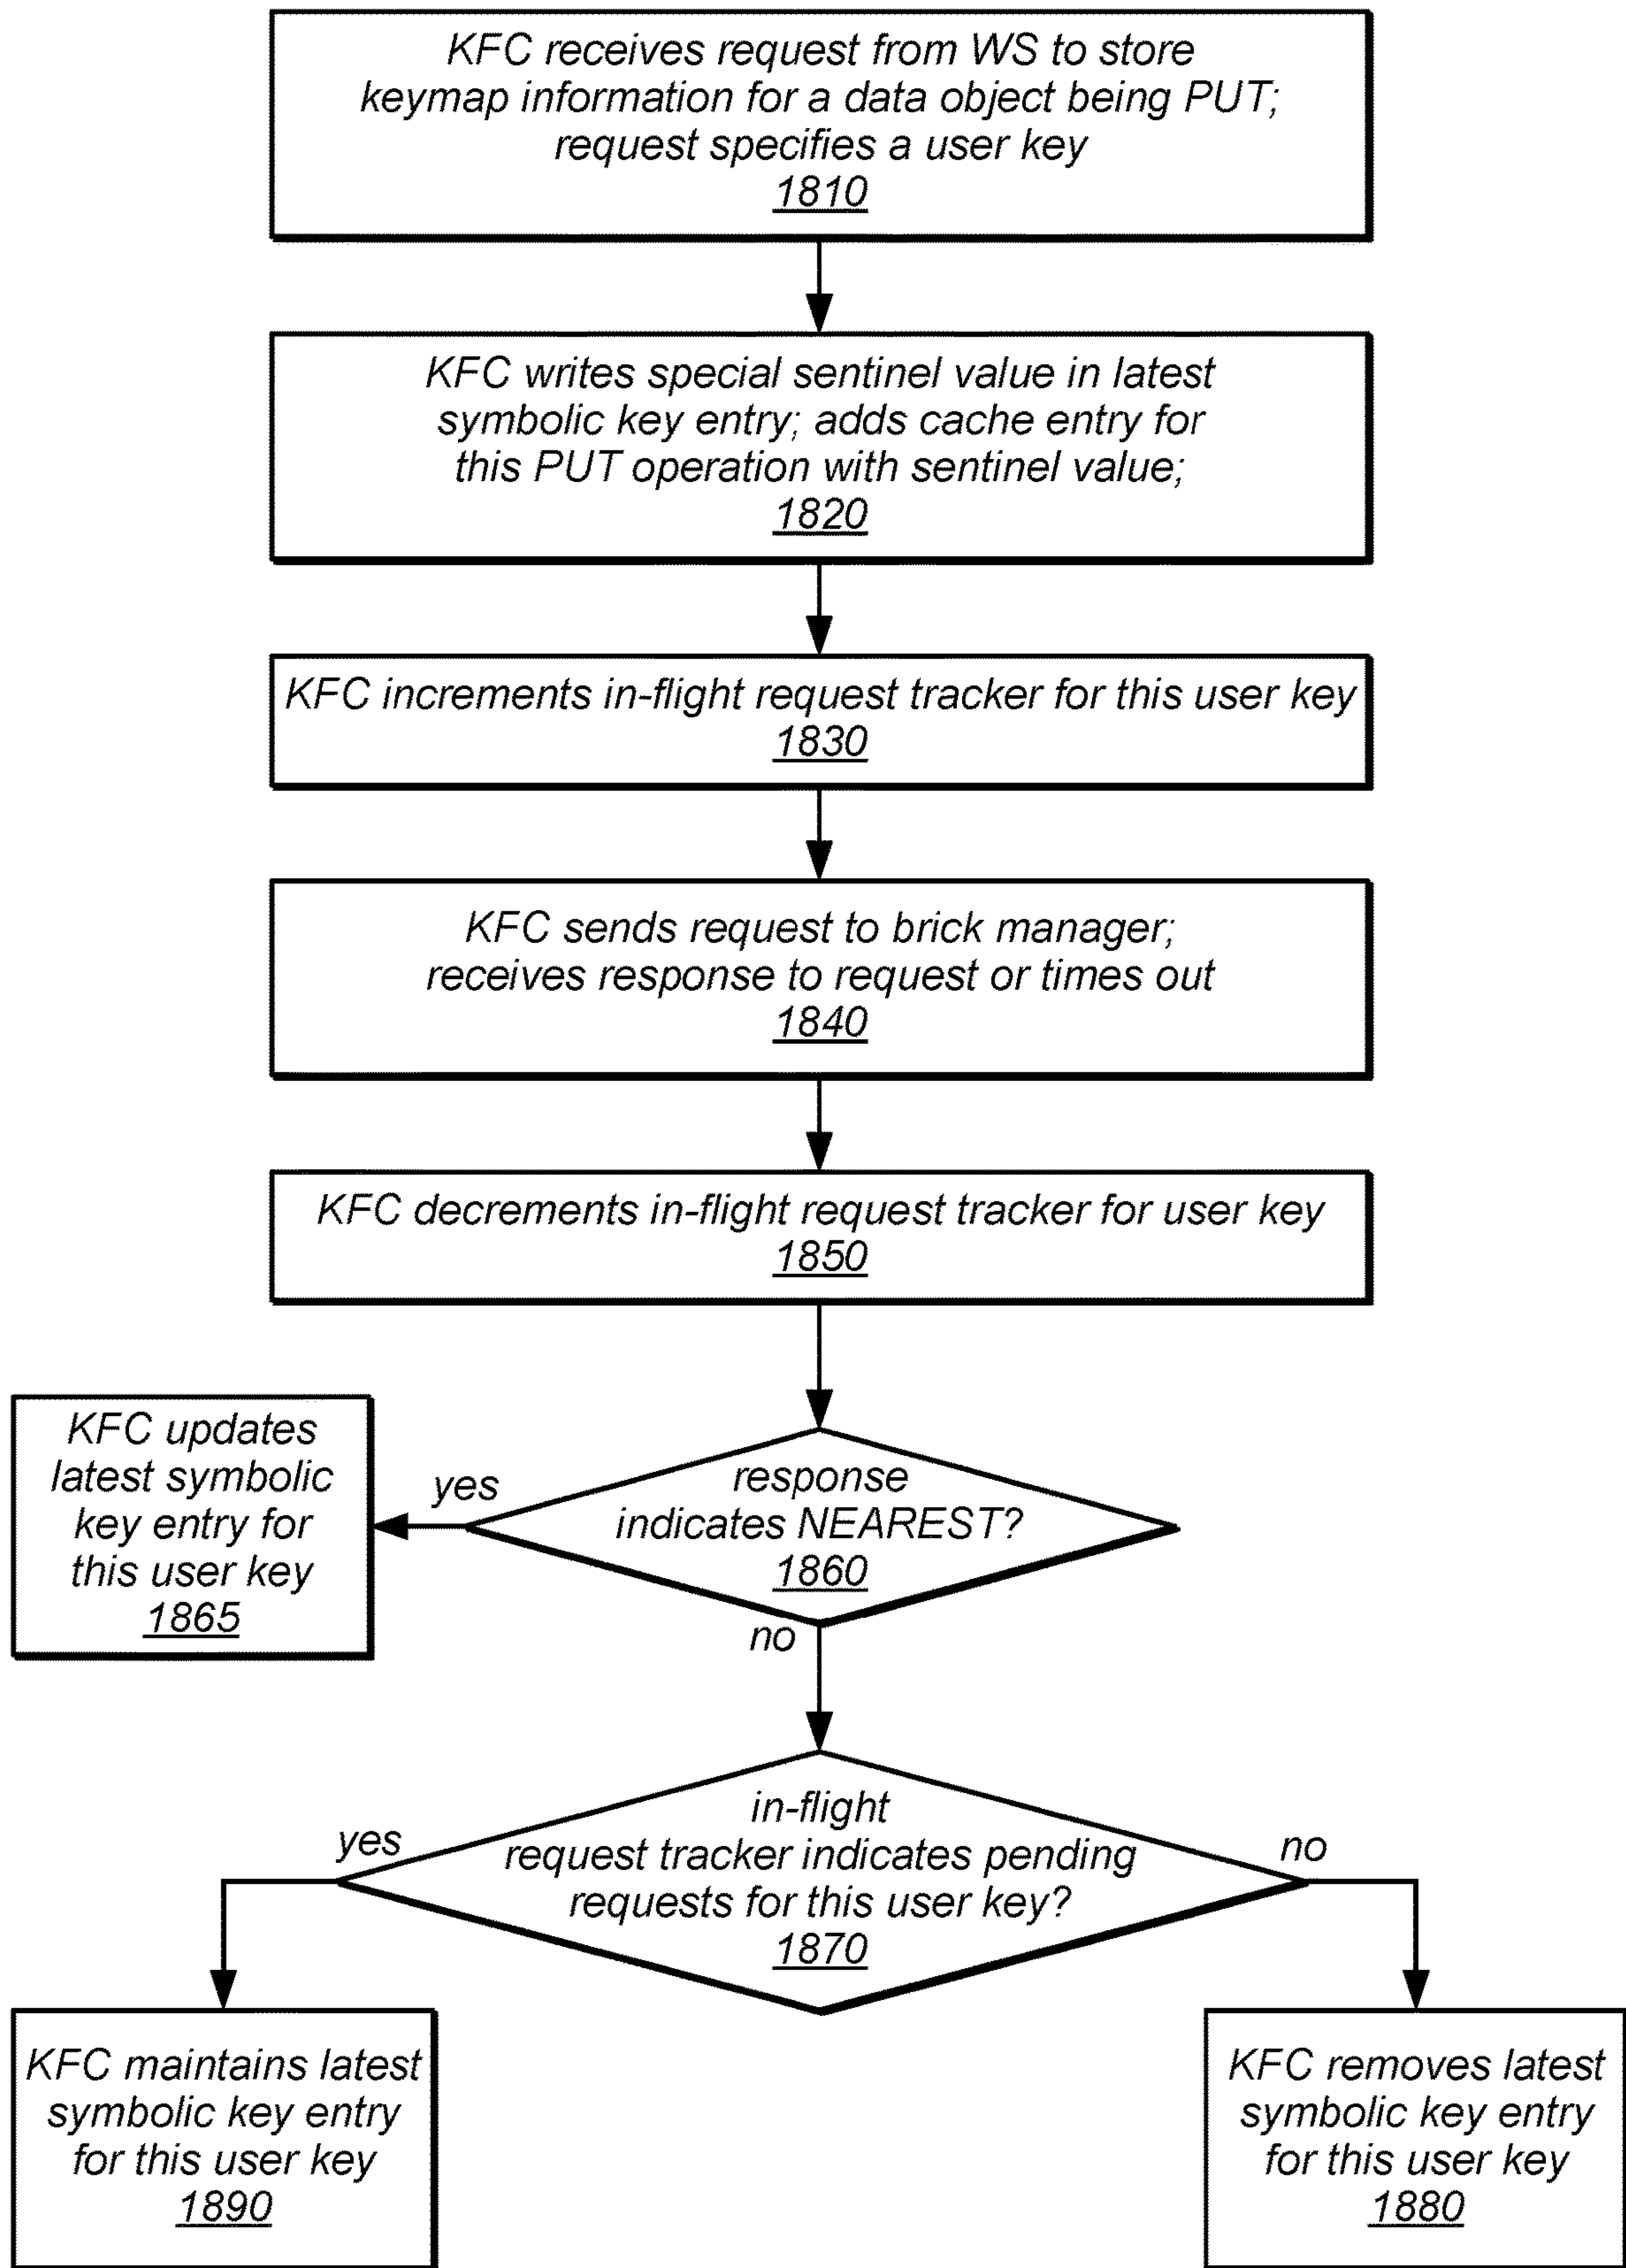 KFC receives request from WS to store
keymap information for a data object being PUT;
request specifies a user key
1810
KFC writes special sentinel value in latest
symbolic key entry; adds cache entry for
this PUT operation with sentinel value;
1820
KFC increments in-flight request tracker for this user key
1830
KFC sends request to brick manager;
receives response to request or times out
1840
KFC decrements in-flight request tracker for user key
1850
KFC updates
latest symbolic
key entry for
this user key
1865
yes
response
indicates NEAREST?
1860
no
in-flight
request tracker indicates pending
requests for this user key?
1870
yes
no
KFC maintains latest
symbolic key entry
for this user key
1890
KFC removes latest
symbolic key entry
for this user key
1880